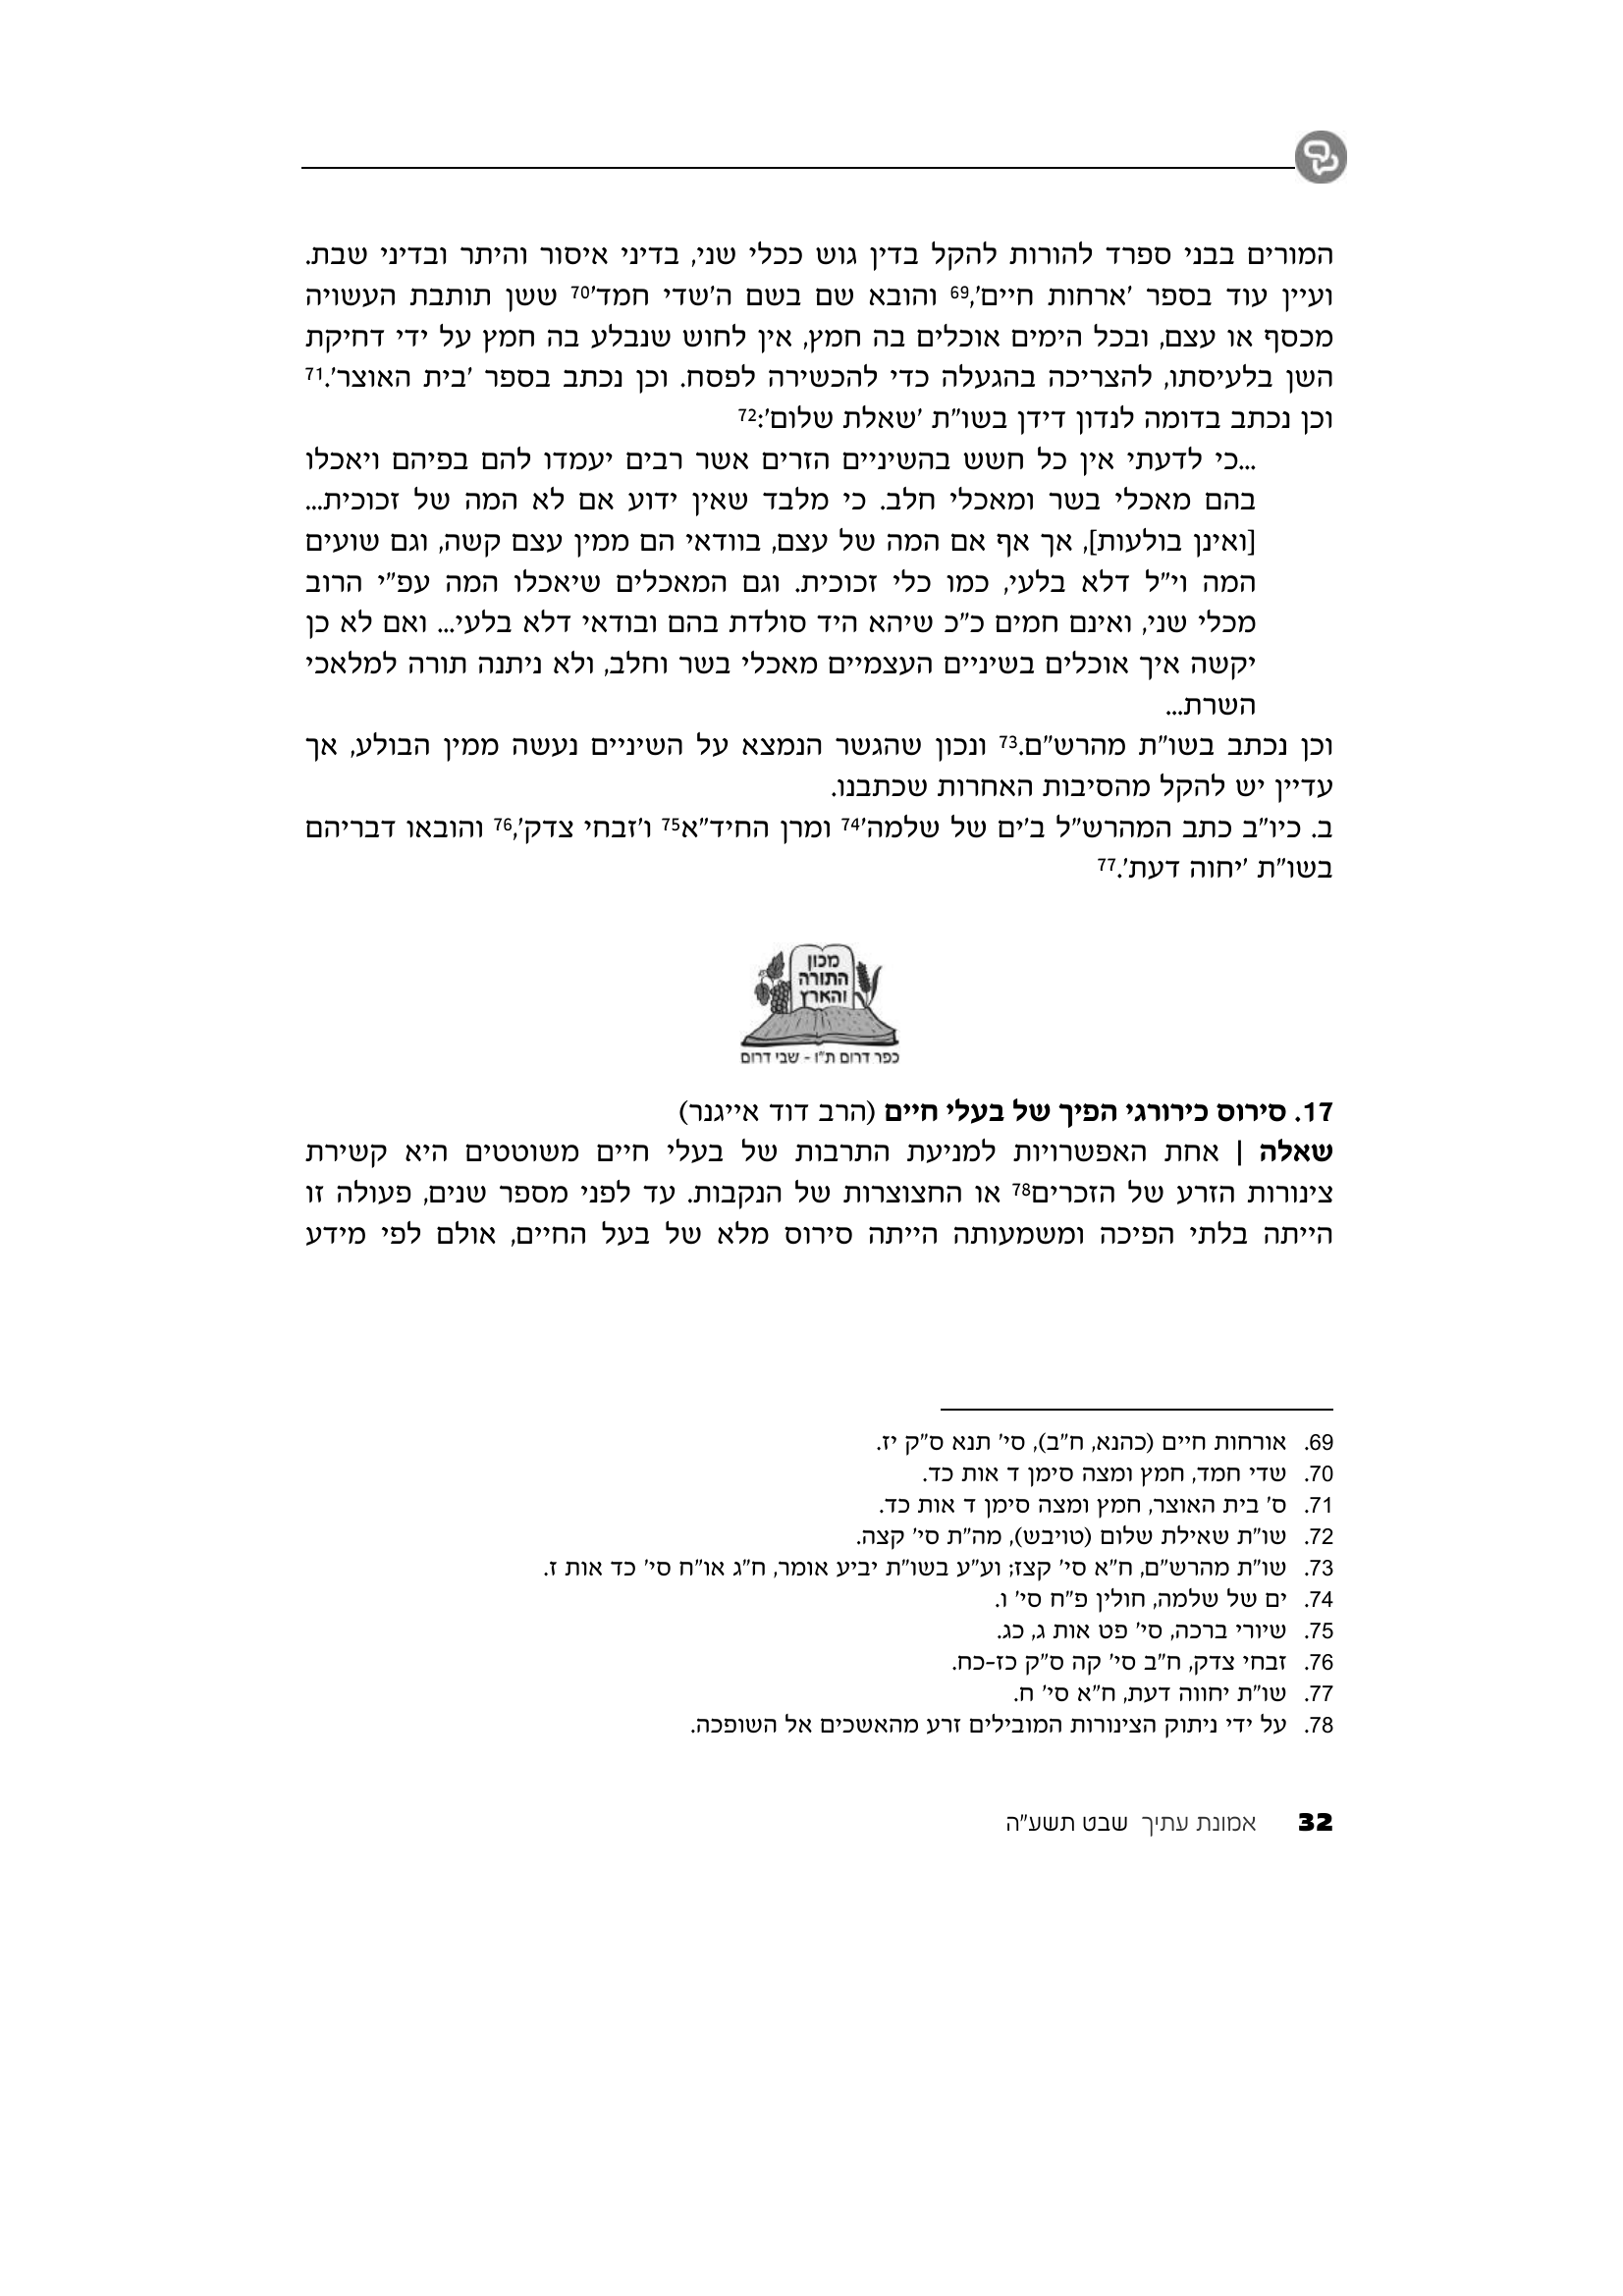 המורים בבני ספרד להורות להקל בדין גוש ככלי שני, בדיני איסור והיתר ובדיני שבת.
ועיין עוד בספר 'ארחות חיים',69 והובא שם בשם ה'שדי חמד'70 ששן תותבת העשויה
מכסף או עצם, ובכל הימים אוכלים בה חמץ, אין לחוש שנבלע בה חמץ על ידי דחיקת
השן בלעיסתו, להצריכה בהגעלה כדי להכשירה לפסח. וכן נכתב בספר 'בית האוצר'.71
וכן נכתב בדומה לנדון דידן בשו"ת 'שאלת שלום':72
...כי לדעתי אין כל חשש בהשיניים הזרים אשר רבים יעמדו להם בפיהם ויאכלו
בהם מאכלי בשר ומאכלי חלב. כי מלבד שאין ידוע אם לא המה של זכוכית...
[ואינן בולעות], אך אף אם המה של עצם, בוודאי הם ממין עצם קשה, וגם שועים
המה וי"ל דלא בלעי, כמו כלי זכוכית. וגם המאכלים שיאכלו המה עפ"י הרוב
מכלי שני, ואינם חמים כ"כ שיהא היד סולדת בהם ובודאי דלא בלעי... ואם לא כן
יקשה איך אוכלים בשיניים העצמיים מאכלי בשר וחלב, ולא ניתנה תורה למלאכי
השרת...
וכן נכתב בשו"ת מהרש"ם.73 ונכון שהגשר הנמצא על השיניים נעשה ממין הבולע, אך
עדיין יש להקל מהסיבות האחרות שכתבנו.
ב. כיו"ב כתב המהרש"ל ב'ים של שלמה'74 ומרן החיד"א75 ו'זבחי צדק',76 והובאו דבריהם
בשו"ת 'יחוה דעת'.77
מכון
התורה
והארץ
כפר דרום ת"ו - שבי דרום
17. סירוס כירורגי הפיך של בעלי חיים (הרב דוד אייגנר)
שאלה | אחת האפשרויות למניעת התרבות של בעלי חיים משוטטים היא קשירת
צינורות הזרע של הזכרים78 או החצוצרות של הנקבות. עד לפני מספר שנים, פעולה זו
הייתה בלתי הפיכה ומשמעותה הייתה סירוס מלא של בעל החיים, אולם לפי מידע
69. אורחות חיים (כהנא, ח"ב), סי' תנא ס"ק יז.
70. שדי חמד, חמץ ומצה סימן ד אות כד.
71. ס' בית האוצר, חמץ ומצה סימן ד אות כד.
72. שו"ת שאילת שלום (טויבש), מה"ת סי' קצה.
73. שו"ת מהרש"ם, ח"א סי' קצז; וע"ע בשו"ת יביע אומר, ח"ג או"ח סי' כד אות ז.
74. ים של שלמה, חולין פ"ח סי' ו.
75. שיורי ברכה, סי' פט אות ג, כג.
76. זבחי צדק, ח"ב סי' קה ס"ק כז-כח.
77. שו"ת יחווה דעת, ח"א סי' ח.
78. על ידי ניתוק הצינורות המובילים זרע מהאשכים אל השופכה.
32 אמונת עתיך שבט תשע"ה